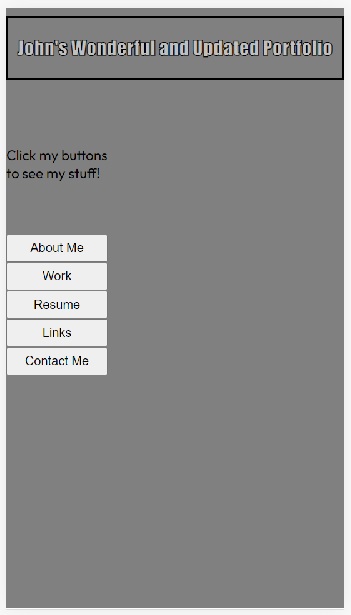 John's Wonderful and Updated Portfolio
Click my buttons
to see my stuff!
About Me
Work
Resume
Links
Contact Me